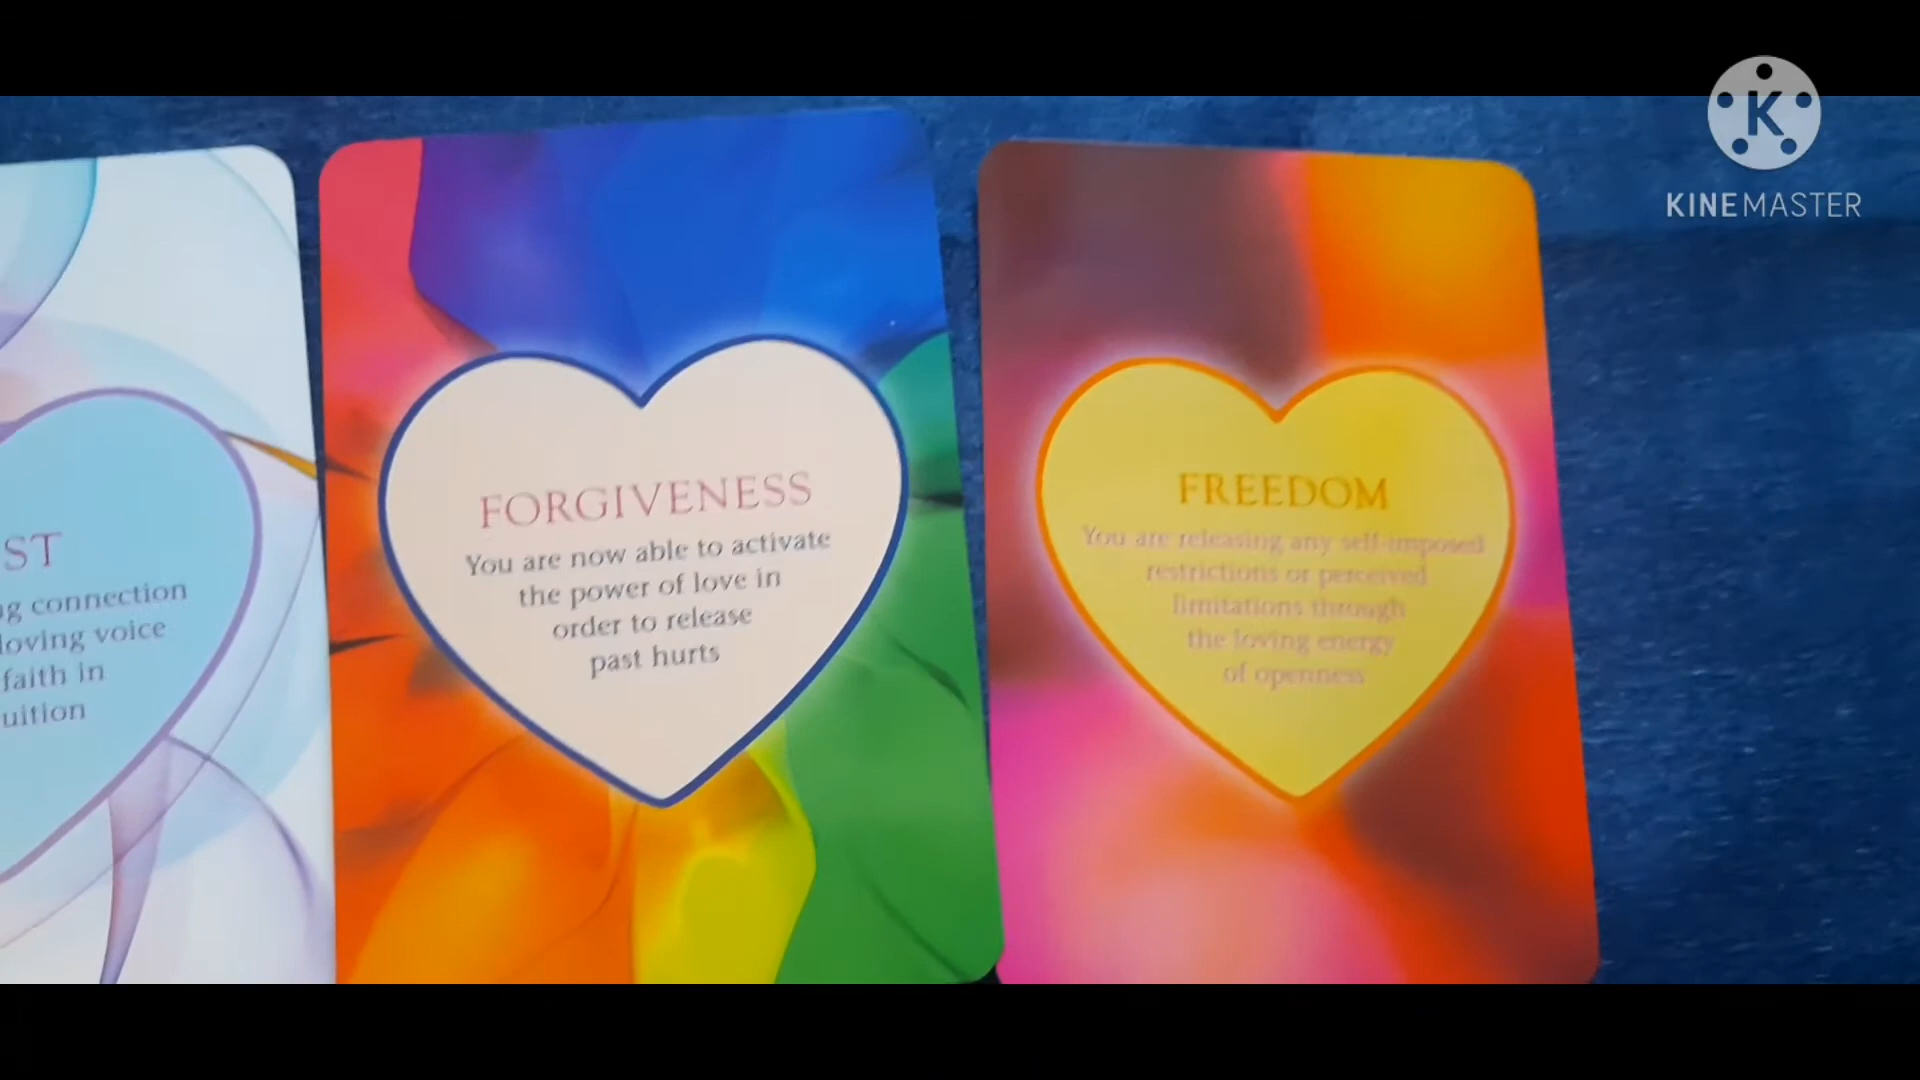 ST
ng connection
loving voice
faith in
uition
FORGIVENESS
You are now able to activate
the power of love in
order to release
past hurts
FREEDOM
You are releasing any self-imposed
restrictions or perceived
limitations through
the loving energy
of openness
K
KINEMASTER